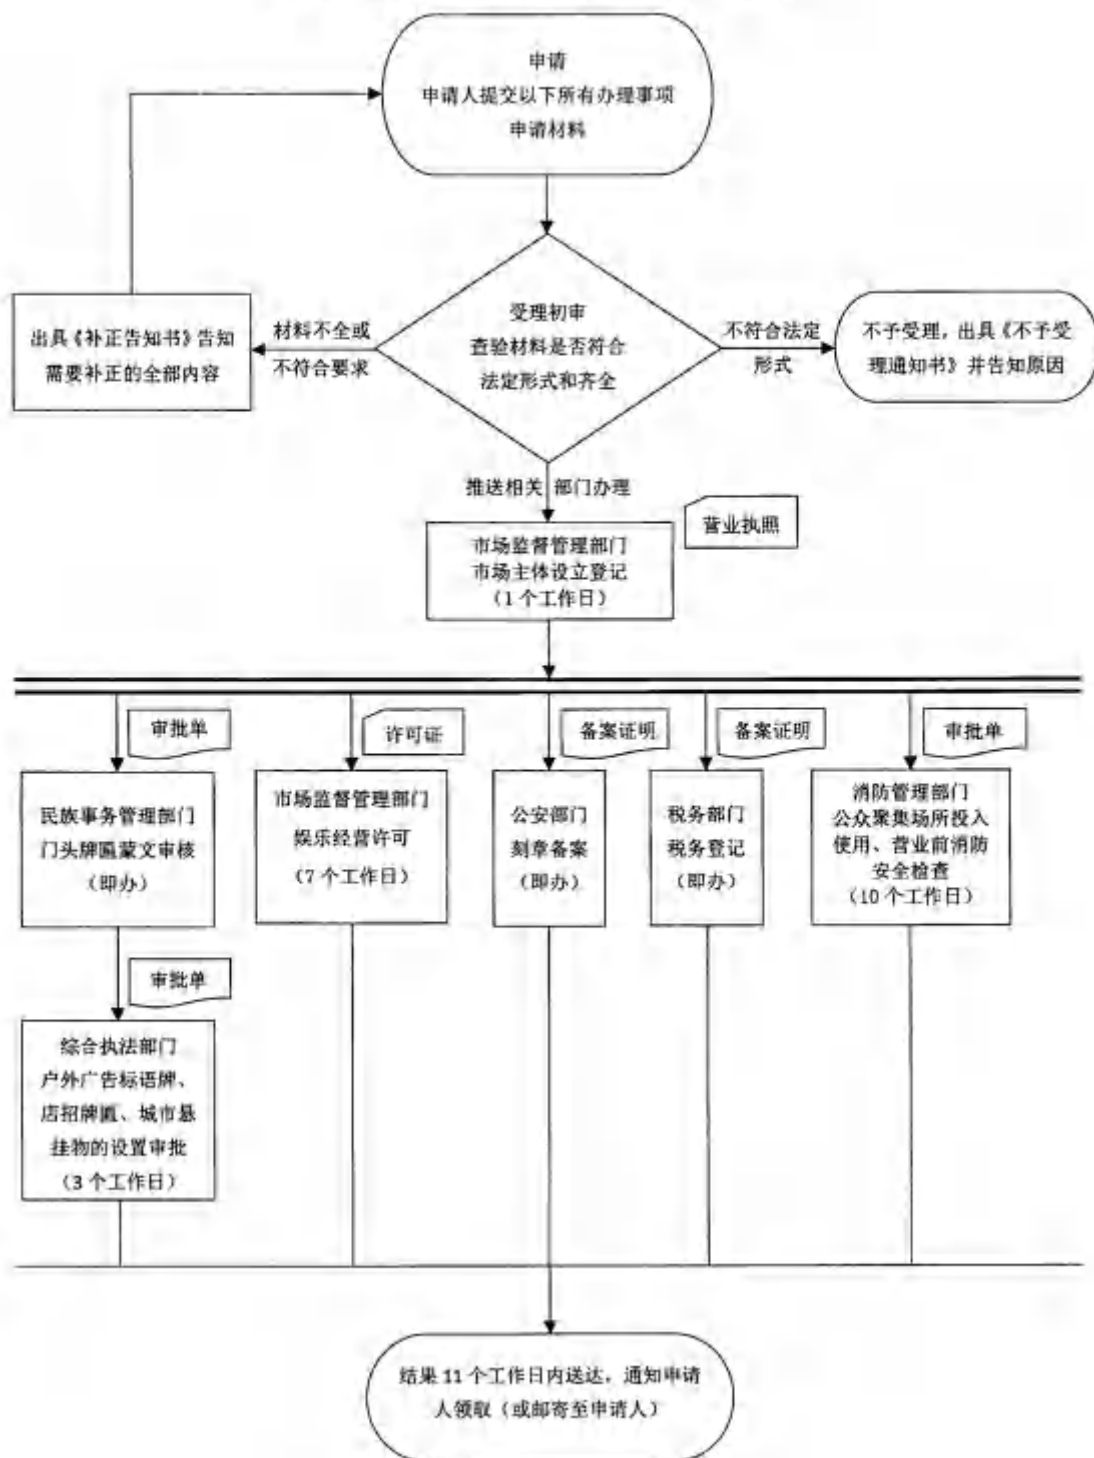 申请
申请人提交以下所有办理事项
申请材料
出具《补正告知书》告知
需要补正的全部内容
材料不全或
不符合要求
受理初审
查验材料是否符合
法定形式和齐全
不符合法定
形式
不予受理，出具《不予受
理通知书》并告知原因
推送相关 部门办理
营业执照
市场监督管理部门
市场主体设立登记
（1 个工作日）
审批单
许可证
备案证明
备案证明
审批单
民族事务管理部门
门头牌匾蒙文审核
（即办）
市场监督管理部门
娱乐经营许可
（7 个工作日）
公安部门
刻章备案
（即办）
税务部门
税务登记
（即办）
消防管理部门
公众聚集场所投入
使用、营业前消防
安全检查
（10 个工作日）
审批单
综合执法部门
户外广告标语牌、
店招牌匾、城市悬
挂物的设置审批
（3 个工作日）
结果 11 个工作日内送达，通知申请
人领取（或邮寄至申请人）